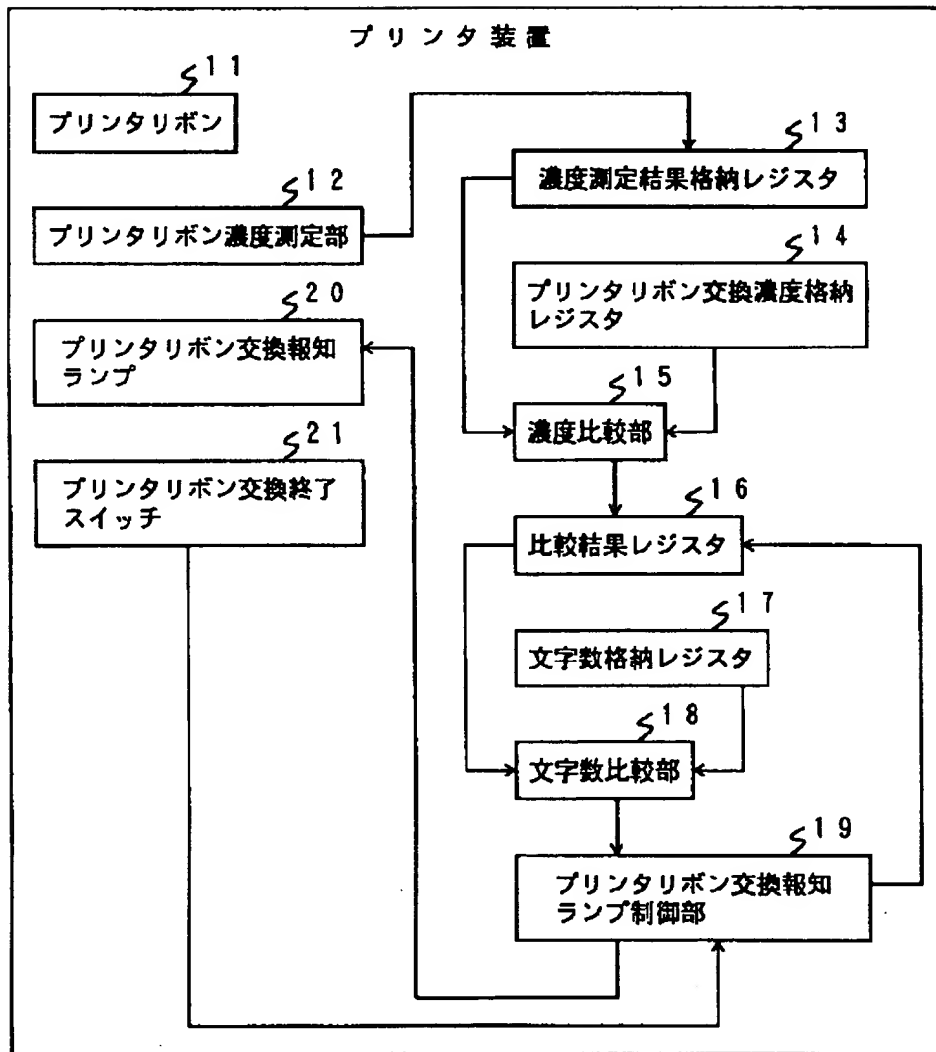 プリンタ装置
11
プリンタリボン
12
プリンタリボン濃度測定部
20
プリンタリボン交換報知
ランプ
21
プリンタリボン交換終了
スイッチ
13
濃度測定結果格納レジスタ
14
プリンタリボン交換濃度格納
レジスタ
15
濃度比較部
16
比較結果レジスタ
17
文字数格納レジスタ
18
文字数比較部
19
プリンタリボン交換報知
ランプ制御部